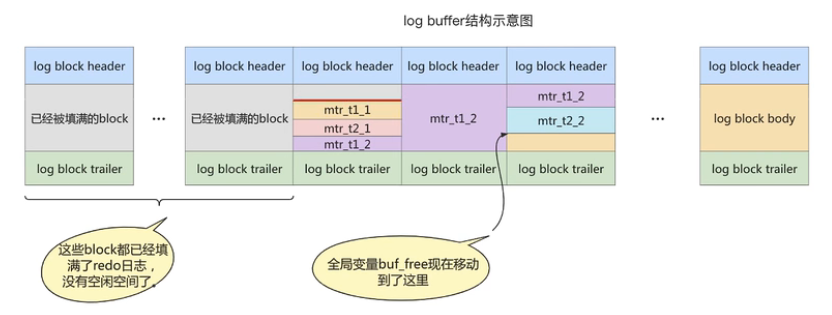 log buffer结构示意图
log block header
log block header
log block header
log block header
log block header
log block header
已经被填满的block
...
已经被填满的block
mtr_t1_1
mtr_t2_1
mtr_t1_2
mtr_t1_2
mtr_t1_2
mtr_t2_2
...
log block body
log block trailer
log block trailer
log block trailer
log block trailer
log block trailer
log block trailer
这些block都已经填
满了redo日志，
没有空闲空间了。
全局变量buf_free现在移动
到了这里